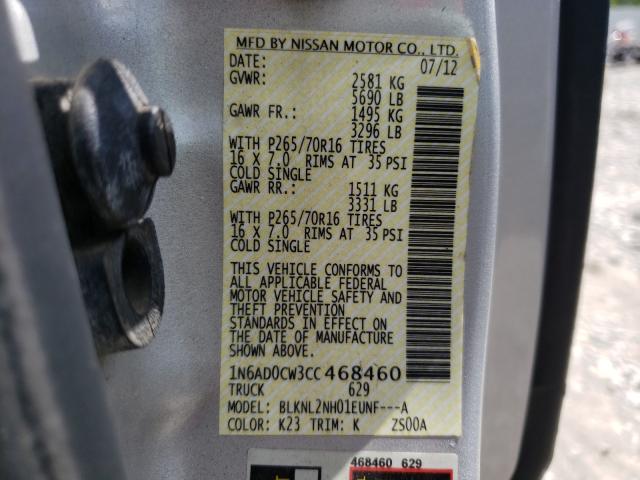 MFD BY NISSAN MOTOR CO., LTD.
DATE: 07/12
GVWR: 2581 KG
5690 LB
GAWR FR.: 1495 KG
3296 LB
WITH P265/70R16 TIRES
16 X 7.0 RIMS AT 35 PSI
COLD SINGLE
GAWR RR.: 1511 KG
3331 LB
WITH P265/70R16 TIRES
16 X 7.0 RIMS AT 35 PSI
COLD SINGLE
THIS VEHICLE CONFORMS TO
ALL APPLICABLE FEDERAL
MOTOR VEHICLE SAFETY AND
THEFT PREVENTION
STANDARDS IN EFFECT ON
THE DATE OF MANUFACTURE
SHOWN ABOVE.
1N6AD0CW3CC468460
TRUCK 629
MODEL: BLKNL2NH01EUNF---A
COLOR: K23 TRIM: K ZS00A
468460 629